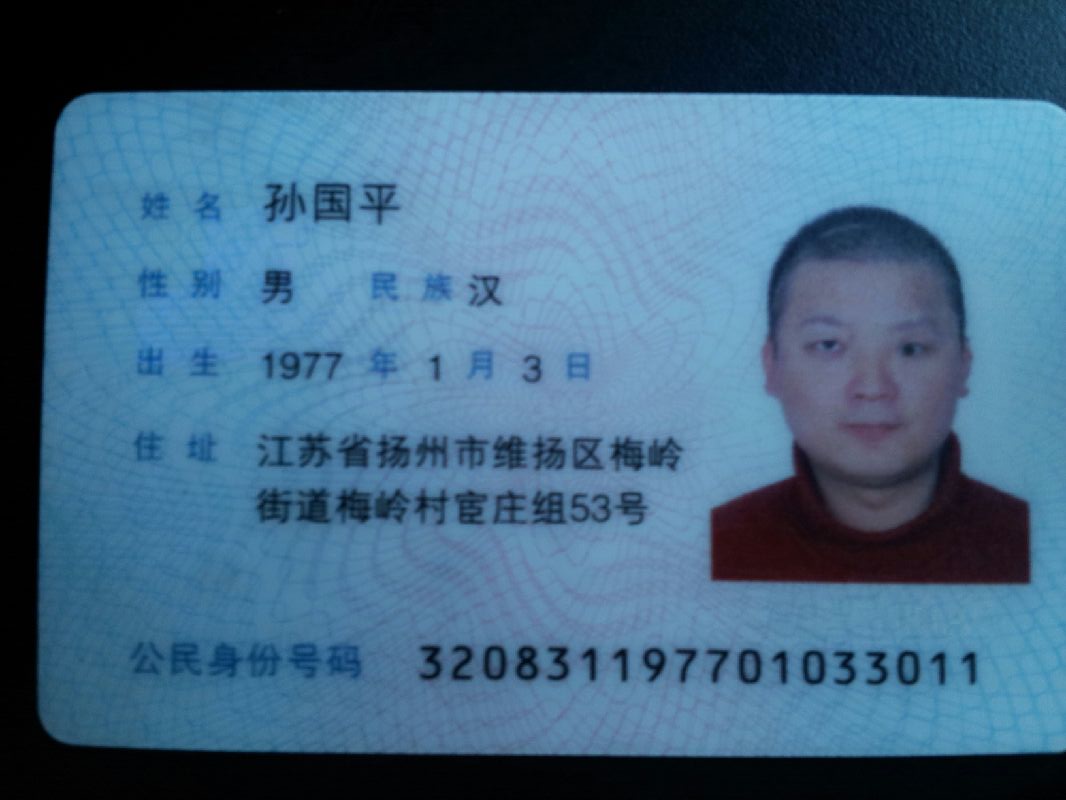 姓名 孙国平
性别 男 民族 汉
出生 1977 年 1 月 3 日
住址 江苏省扬州市维扬区梅岭
街道梅岭村宦庄组53号
公民身份号码 320831197701033011